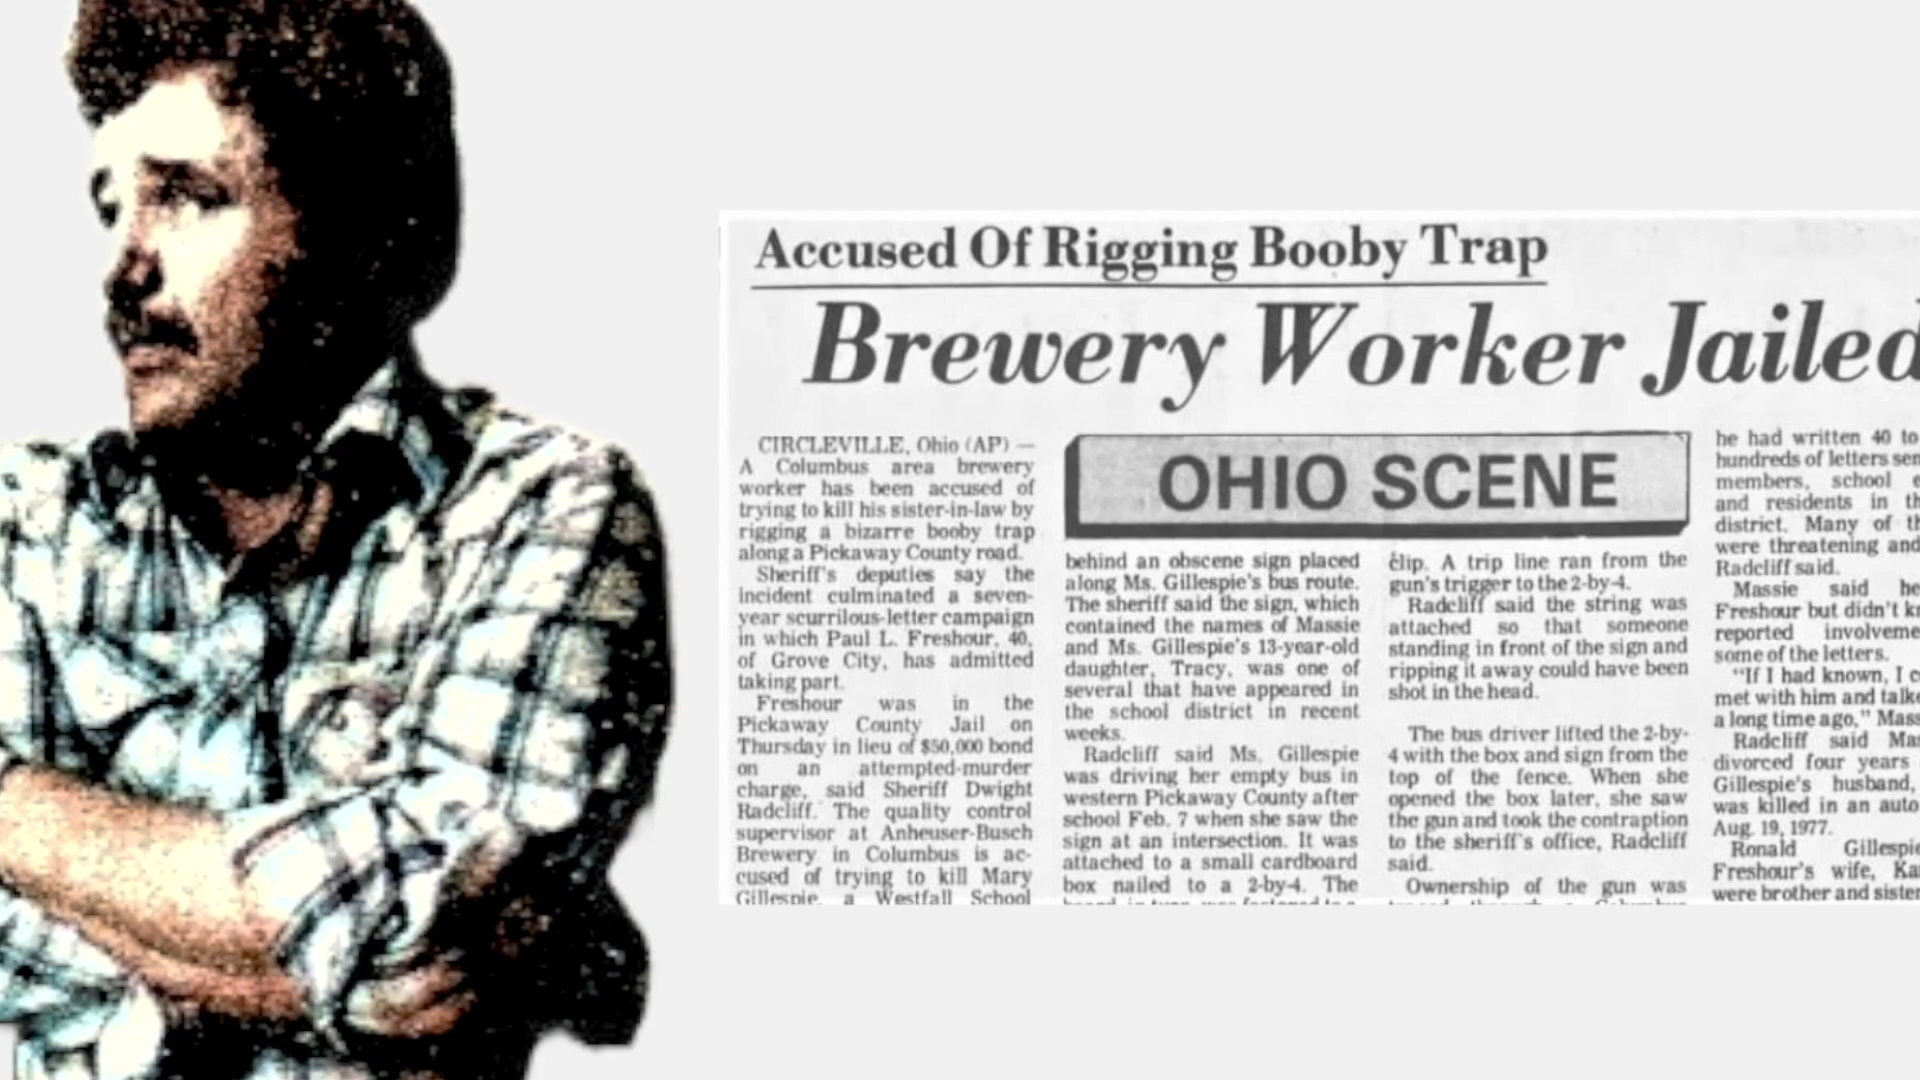 Accused Of Rigging Booby Trap
Brewery Worker Jailed
CIRCLEVILLE, Ohio (AP) —
A Columbus area brewery
worker has been accused of
trying to kill his sister-in-law by
rigging a bizarre booby trap
along a Pickaway County road.
Sheriff's deputies say the
incident culminated a seven-
year scurrilous-letter campaign
in which Paul L. Freshour, 40,
of Grove City, has admitted
taking part.
Freshour was in the
Pickaway County Jail on
Thursday in lieu of $50,000 bond
on an attempted-murder
charge, said Sheriff Dwight
Radcliff. The quality control
supervisor at Anheuser-Busch
Brewery in Columbus is ac-
cused of trying to kill Mary
Gillespie, a Westfall School
OHIO SCENE
behind an obscene sign placed
along Ms. Gillespie's bus route.
The sheriff said the sign, which
contained the names of Massie
and Ms. Gillespie's 13-year-old
daughter, Tracy, was one of
several that have appeared in
the school district in recent
weeks.
Radcliff said Ms. Gillespie
was driving her empty bus in
western Pickaway County after
school Feb. 7 when she saw the
sign at an intersection. It was
attached to a small cardboard
box nailed to a 2-by-4. The
clip. A trip line ran from the
gun's trigger to the 2-by-4.
Radcliff said the string was
attached so that someone
standing in front of the sign and
ripping it away could have been
shot in the head.
The bus driver lifted the 2-by-
4 with the box and sign from the
top of the fence. When she
opened the box later, she saw
the gun and took the contraption
to the sheriff's office, Radcliff
said.
Ownership of the gun was
he had written 40 to
hundreds of letters sen
members, school e
and residents in th
district. Many of th
were threatening and
Radcliff said.
Massie said he
Freshour but didn't kn
reported involveme
some of the letters.
"If I had known, I c
met with him and talke
a long time ago," Mass
Radcliff said Mas
divorced four years
Gillespie's husband,
was killed in an auto
Aug. 19, 1977.
Ronald Gillespie
Freshour's wife, Ka
were brother and sister